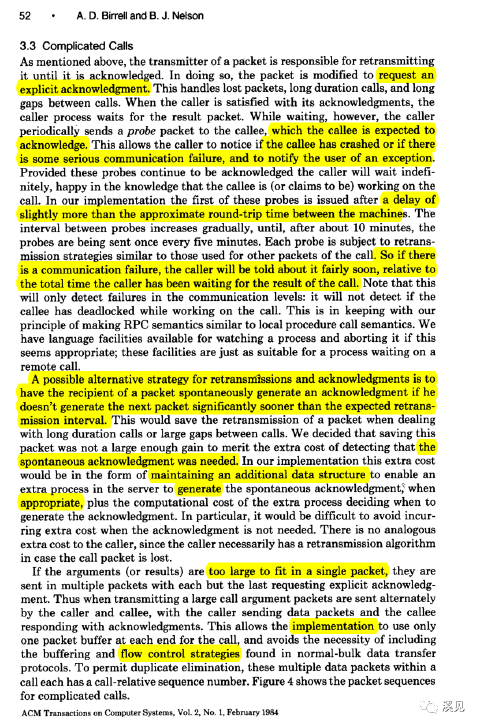 52 • A. D. Birrell and B. J. Nelson
3.3 Complicated Calls
As mentioned above, the transmitter of a packet is responsible for retransmitting
it until it is acknowledged. In doing so, the packet is modified to request an
explicit acknowledgment. This handles lost packets, long duration calls, and long
gaps between calls. When the caller is satisfied with its acknowledgments, the
caller process waits for the result packet. While waiting, however, the caller
periodically sends a probe packet to the callee, which the callee is expected to
acknowledge. This allows the caller to notice if the callee has crashed or if there
is some serious communication failure, and to notify the user of an exception.
Provided these probes continue to be acknowledged the caller will wait indefi-
nitely, happy in the knowledge that the callee is (or claims to be) working on the
call. In our implementation the first of these probes is issued after a delay of
slightly more than the approximate round-trip time between the machines. The
interval between probes increases gradually, until, after about 10 minutes, the
probes are being sent once every five minutes. Each probe is subject to retrans-
mission strategies similar to those used for other packets of the call. So if there
is a communication failure, the caller will be told about it fairly soon, relative to
the total time the caller has been waiting for the result of the call. Note that this
will only detect failures in the communication levels: it will not detect if the
callee has deadlocked while working on the call. This is in keeping with our
principle of making RPC semantics similar to local procedure call semantics. We
have language facilities available for watching a process and aborting it if this
seems appropriate; these facilities are just as suitable for a process waiting on a
remote call.
A possible alternative strategy for retransmissions and acknowledgments is to
have the recipient of a packet spontaneously generate an acknowledgment if he
doesn't generate the next packet significantly sooner than the expected retrans-
mission interval. This would save the retransmission of a packet when dealing
with long duration calls or large gaps between calls. We decided that saving this
packet was not a large enough gain to merit the extra cost of detecting that the
spontaneous acknowledgment was needed. In our implementation this extra cost
would be in the form of maintaining an additional data structure to enable an
extra process in the server to generate the spontaneous acknowledgment, when
appropriate, plus the computational cost of the extra process deciding when to
generate the acknowledgment. In particular, it would be difficult to avoid incur-
ring extra cost when the acknowledgment is not needed. There is no analogous
extra cost to the caller, since the caller necessarily has a retransmission algorithm
in case the call packet is lost.
If the arguments (or results) are too large to fit in a single packet, they are
sent in multiple packets with each but the last requesting explicit acknowledg-
ment. Thus when transmitting a large call argument packets are sent alternately
by the caller and callee, with the caller sending data packets and the callee
responding with acknowledgments. This allows the implementation to use only
one packet buffer at each end for the call, and avoids the necessity of including
the buffering and flow control strategies found in normal bulk data transfer
protocols. To permit duplicate elimination, these multiple data packets within a
call each has a call-relative sequence number. Figure 4 shows the packet sequences
for complicated calls.
ACM Transactions on Computer Systems, Vol. 2, No. 1, February 1984
溪见